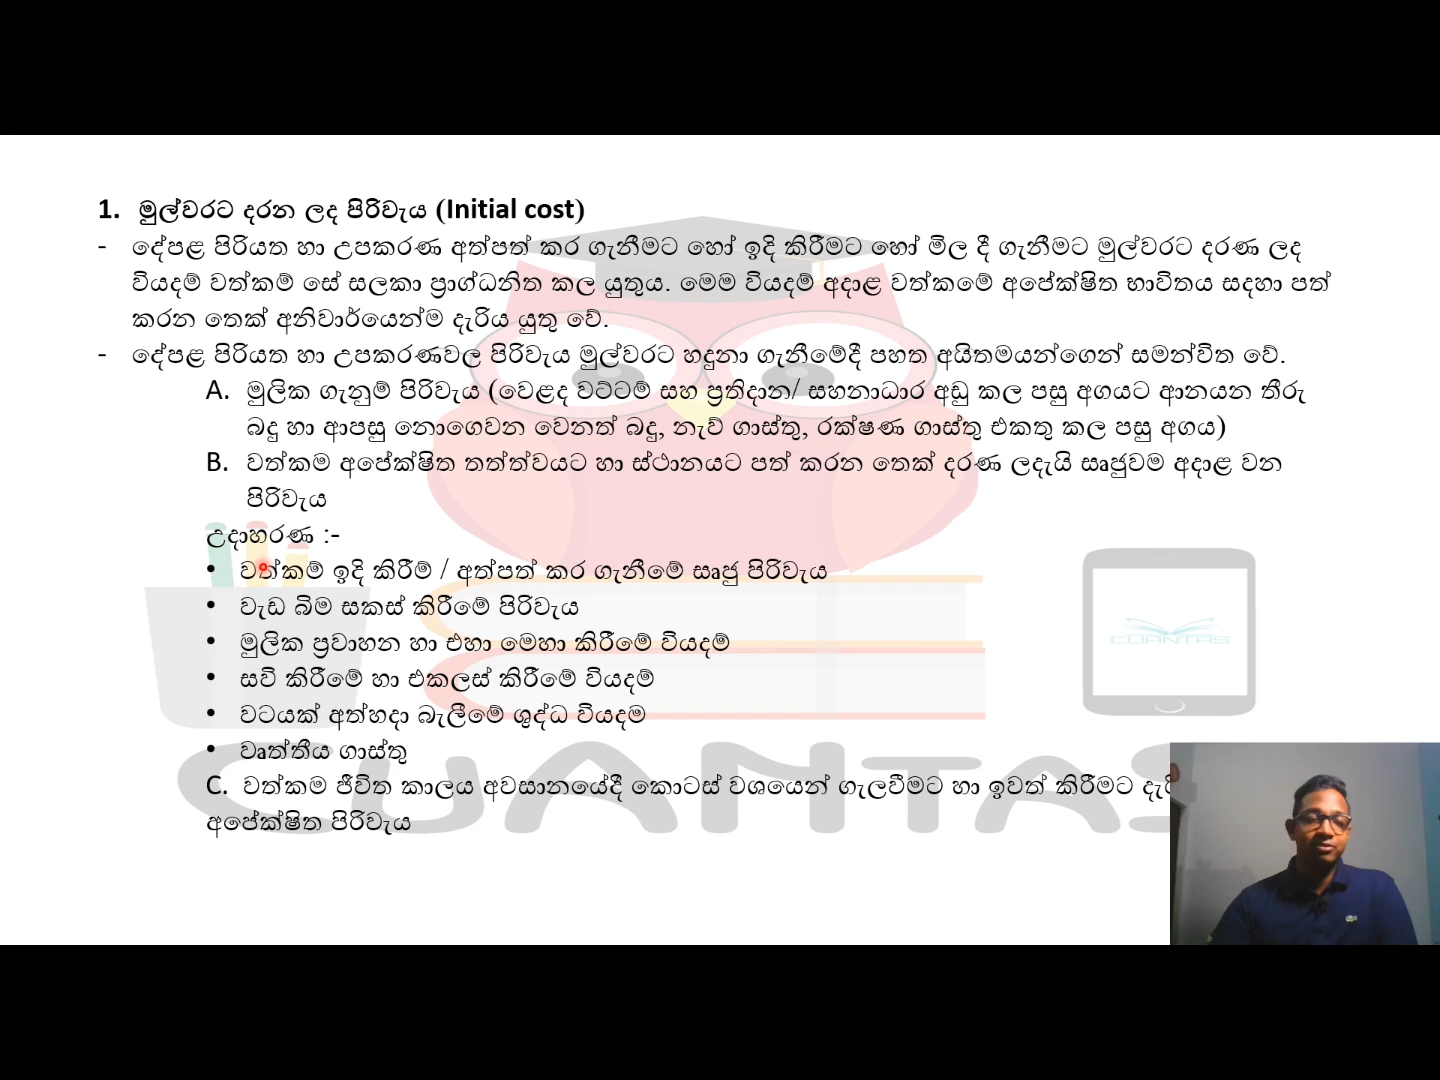 1. මුල්වරට දරන ලද පිරිවැය (Initial cost)
- දේපළ පිරියත හා උපකරණ අත්පත් කර ගැනීමට හෝ ඉදි කිරීමට හෝ මිල දී ගැනීමට මුල්වරට දරණ ලද
වියදම් වත්කම් සේ සලකා ප්‍රාග්ධනිත කල යුතුය. මෙම වියදම් අදාළ වත්කමේ අපේක්ෂිත භාවිතය සදහා පත්
කරන තෙක් අනිවාර්යෙන්ම දැරිය යුතු වේ.
- දේපළ පිරියත හා උපකරණවල පිරිවැය මුල්වරට හදුනා ගැනීමේදී පහත අයිතමයන්ගෙන් සමන්විත වේ.
A. මුලික ගැනුම් පිරිවැය (වෙළද වට්ටම් සහ ප්‍රතිදාන/ සහනාධාර අඩු කල පසු අගයට ආනයන තීරු
බදු හා ආපසු නොගෙවන වෙනත් බදු, නැව් ගාස්තු, රක්ෂණ ගාස්තු එකතු කල පසු අගය)
B. වත්කම අපේක්ෂිත තත්ත්වයට හා ස්ථානයට පත් කරන තෙක් දරණ ලදැයි සෘජුවම අදාළ වන
පිරිවැය
උදාහරණ :-
• වත්කම් ඉදි කිරීම් / අත්පත් කර ගැනීමේ සෘජු පිරිවැය
• වැඩ බිම සකස් කිරීමේ පිරිවැය
• මුලික ප්‍රවාහන හා එහා මෙහා කිරීමේ වියදම්
• සවි කිරීමේ හා එකලස් කිරීමේ වියදම්
• වටයක් අත්හදා බැලීමේ ශුද්ධ වියදම
• වෘත්තීය ගාස්තු
C. වත්කම ජීවිත කාලය අවසානයේදී කොටස් වශයෙන් ගැලවීමට හා ඉවත් කිරීමට
අපේක්ෂිත පිරිවැය
CUANTAS
CUANTAS